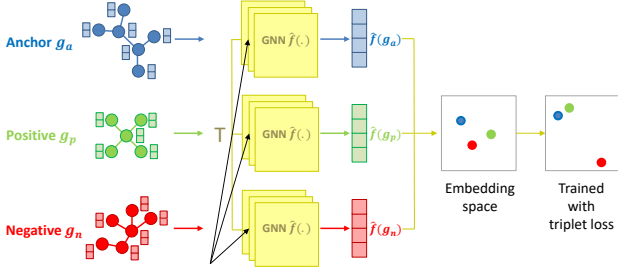 Anchor g_a
GNN f̂(.)
f̂(g_a)
Positive g_p
T
GNN f̂(.)
f̂(g_p)
Negative g_n
GNN f̂(.)
f̂(g_n)
Embedding
space
Trained
with
triplet loss